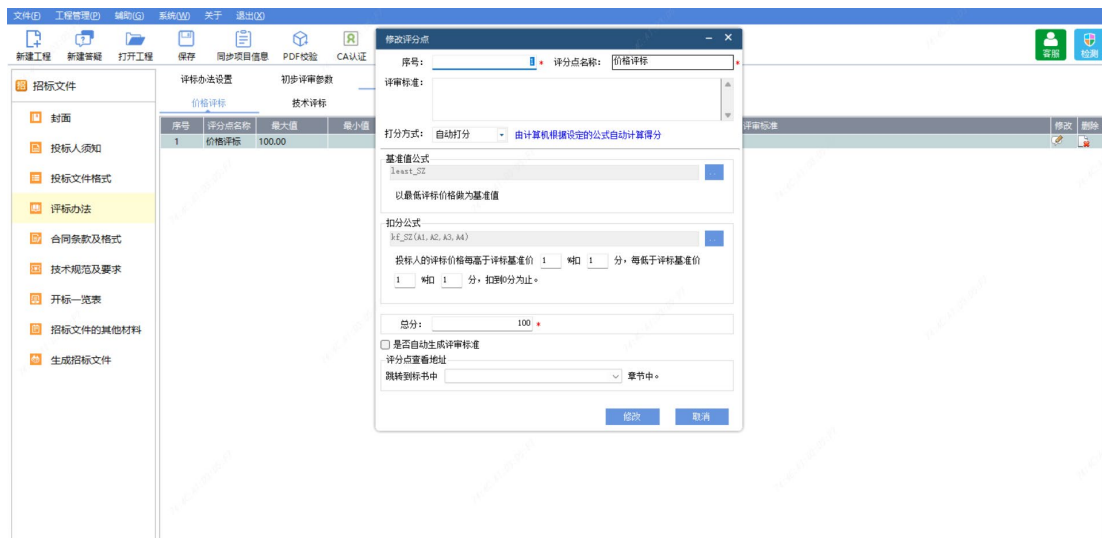 文件(F) 工程管理(P) 辅助(G) 系统(W) 关于 退出(X)
新建工程 新建答疑 打开工程 保存 同步项目信息 PDF校验 CA认证 客服 检测
招标文件
封面
投标人须知
投标文件格式
评标办法
合同条款及格式
技术规范及要求
开标一览表
招标文件的其他材料
生成招标文件
评标办法设置 初步评审参数
价格评标 技术评标
序号 评分点名称 最大值 最小值 评审标准 修改 删除
1 价格评标 100.00
修改评分点
序号: 1 * 评分点名称: 价格评标 *
评审标准:
打分方式: 自动打分 由计算机根据设定的公式自动计算得分
基准值公式
least_SZ
以最低评标价格做为基准值
扣分公式
kf_SZ(A1,A2,A3,A4)
投标人的评标价格每高于评标基准价 1 %扣 1 分，每低于评标基准价
1 %扣 1 分，扣到0分为止。
总分: 100 *
是否自动生成评审标准
评分点查看地址
跳转到标书中 章节中。
修改 取消